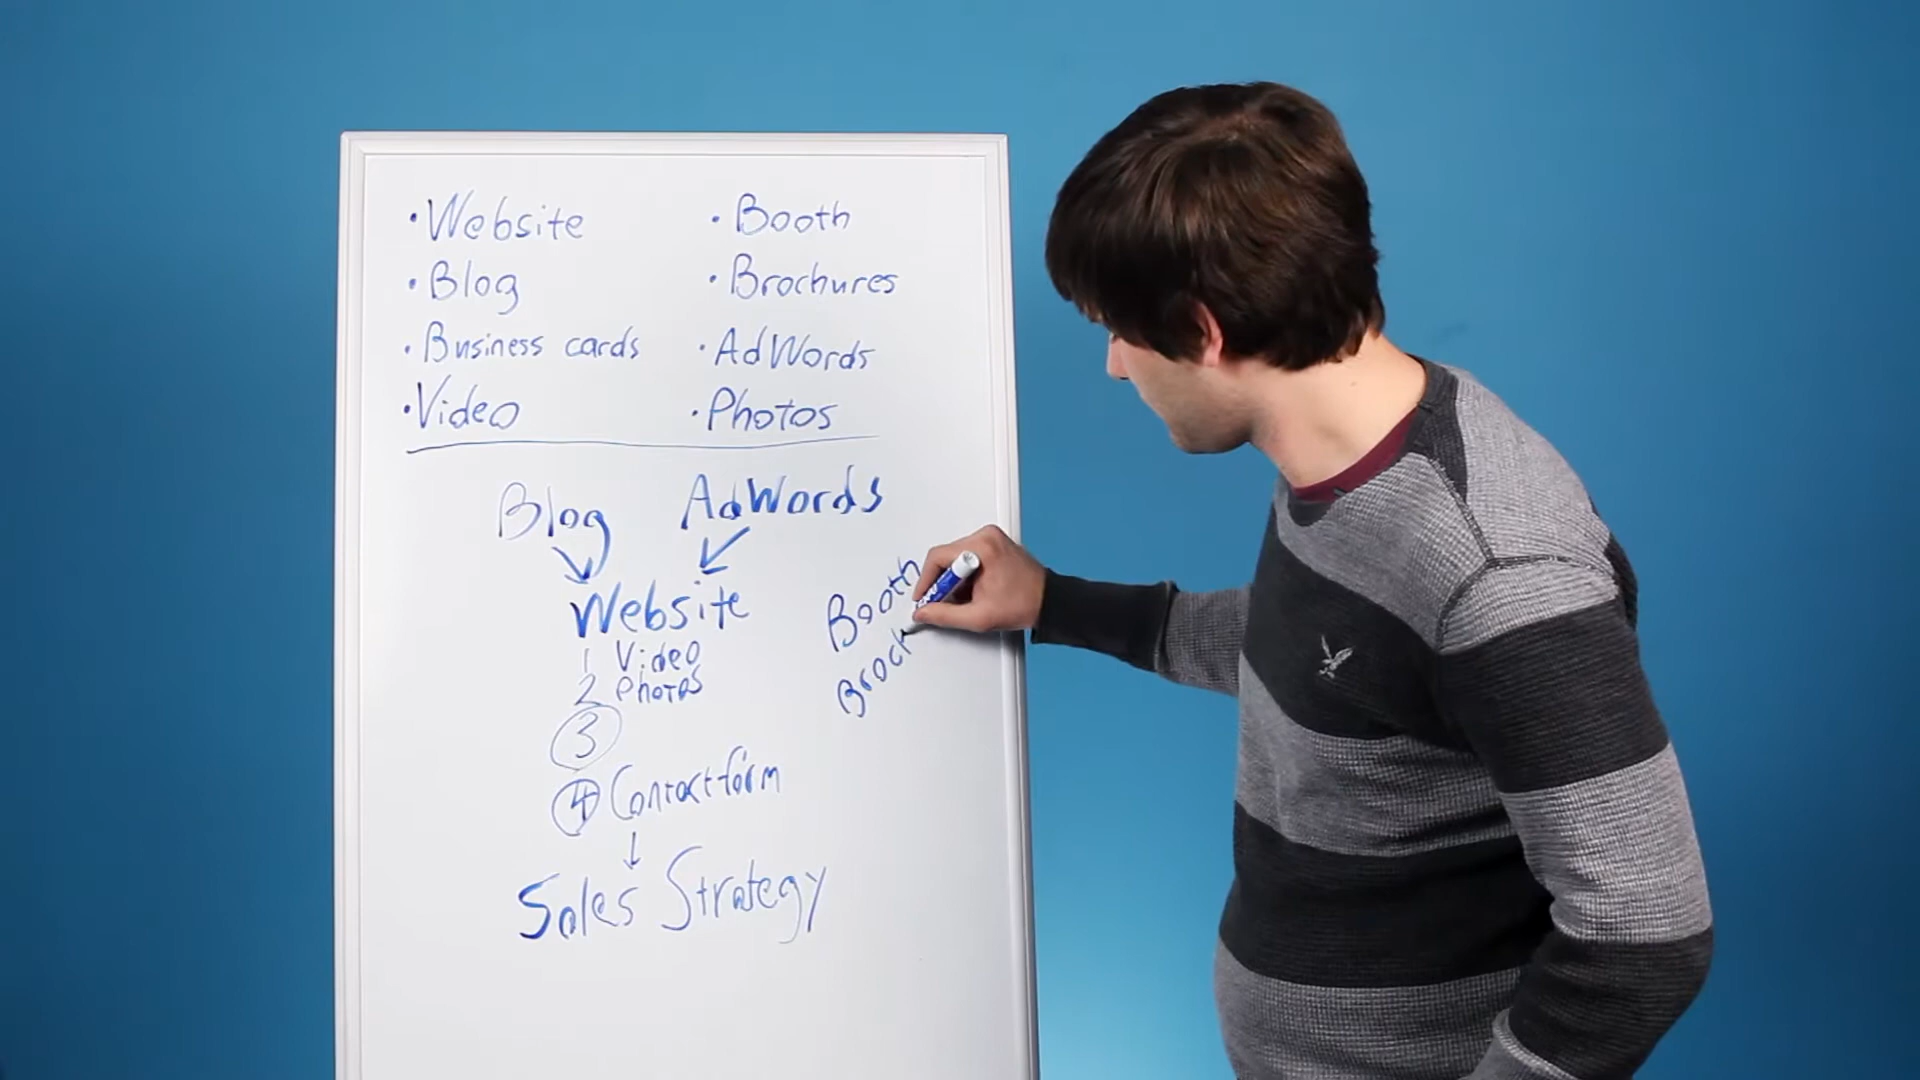 · Website
· Booth
· Blog
· Brochures
· Business cards
· AdWords
· Video
· Photos
Blog
AdWords
Website
1 Video
2 Photos
3
4 Contact form
Sales Strategy
Booth
Broch